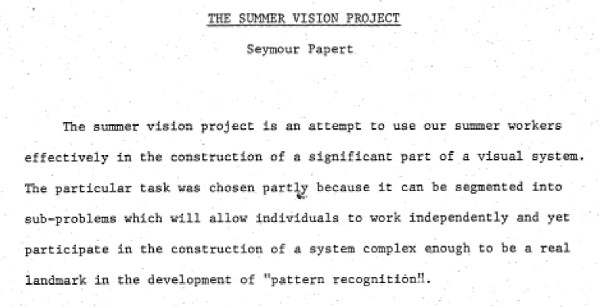 THE SUMMER VISION PROJECT
Seymour Papert
The summer vision project is an attempt to use our summer workers
effectively in the construction of a significant part of a visual system.
The particular task was chosen partly because it can be segmented into
sub-problems which will allow individuals to work independently and yet
participate in the construction of a system complex enough to be a real
landmark in the development of "pattern recognition".